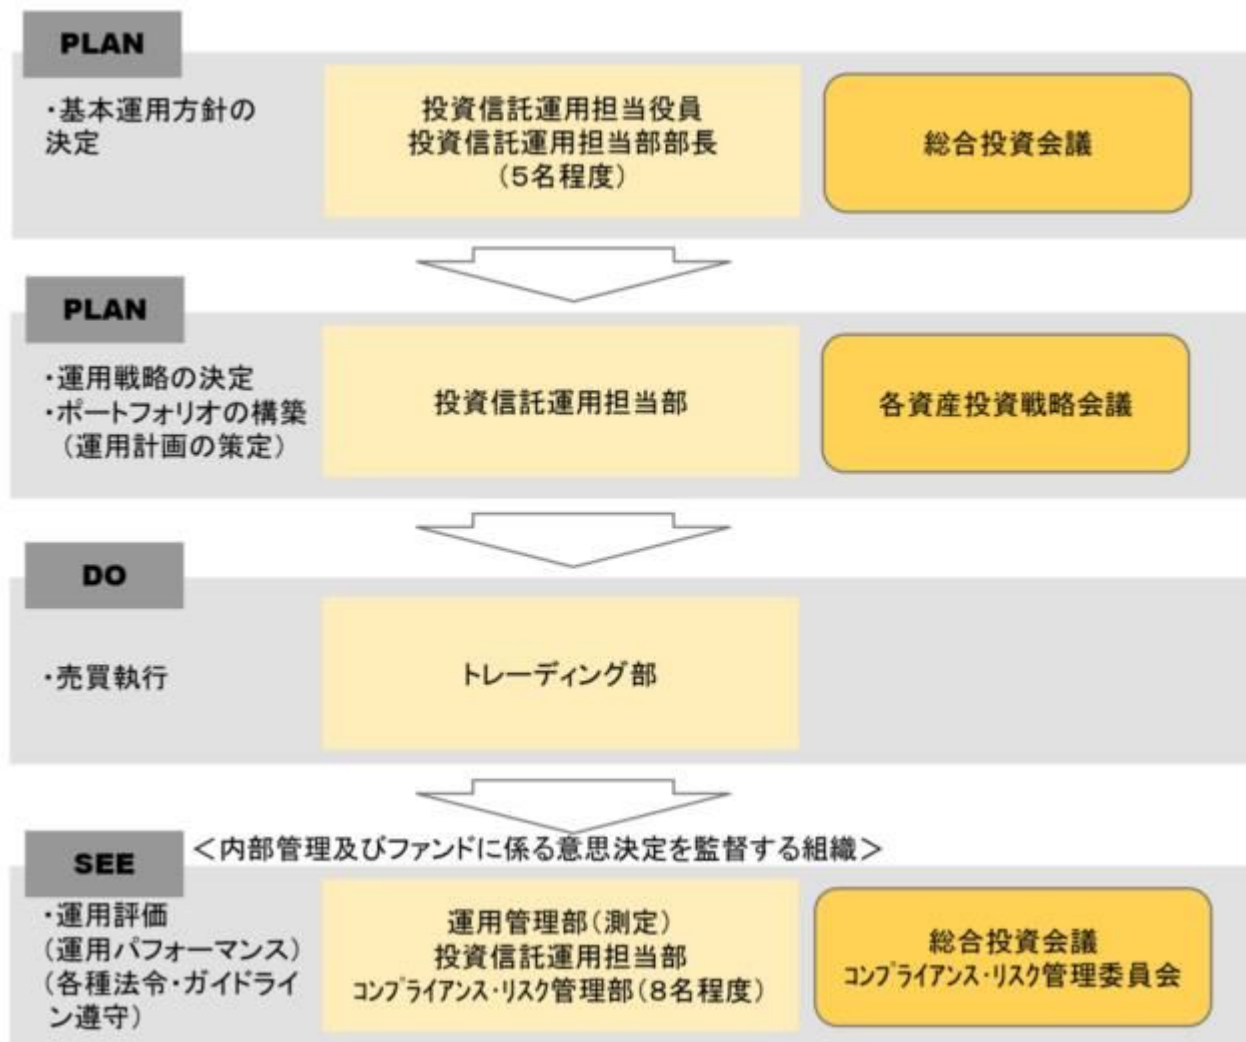 PLAN
・基本運用方針の
決定
投資信託運用担当役員
投資信託運用担当部部長
(5名程度)
総合投資会議
PLAN
・運用戦略の決定
・ポートフォリオの構築
(運用計画の策定)
投資信託運用担当部
各資産投資戦略会議
DO
・売買執行
トレーディング部
SEE
<内部管理及びファンドに係る意思決定を監督する組織>
・運用評価
(運用パフォーマンス)
(各種法令・ガイドライ
ン遵守)
運用管理部(測定)
投資信託運用担当部
コンプライアンス・リスク管理部(8名程度)
総合投資会議
コンプライアンス・リスク管理委員会